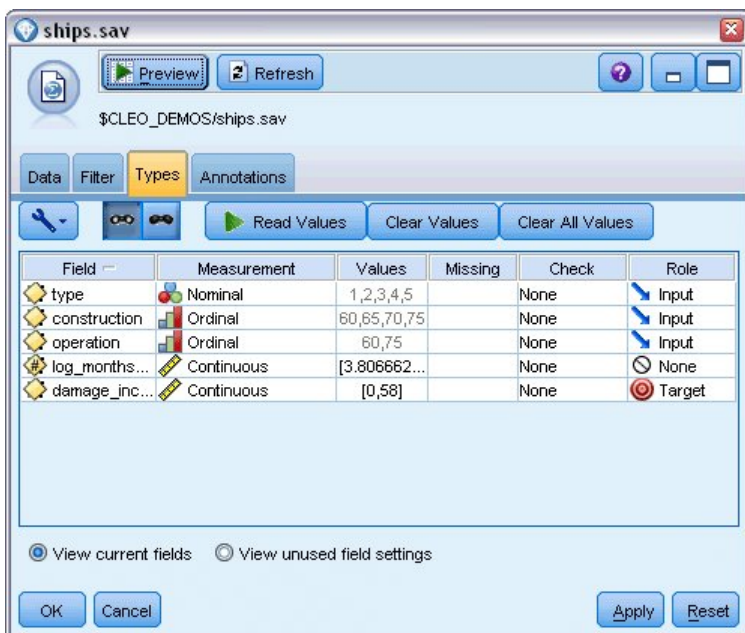 ships.sav
Preview Refresh
$CLEO_DEMOS/ships.sav
Data Filter Types Annotations
Read Values Clear Values Clear All Values
Field Measurement Values Missing Check Role
type Nominal 1,2,3,4,5 None Input
construction Ordinal 60,65,70,75 None Input
operation Ordinal 60,75 None Input
log_months... Continuous [3.806662... None None
damage_inc... Continuous [0,58] None Target
View current fields View unused field settings
OK Cancel Apply Reset